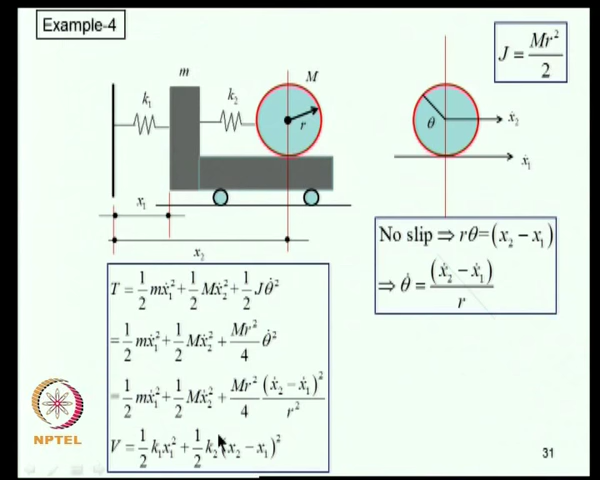 Example-4
J = Mr²/2
m
M
k₁
k₂
r
θ
ẋ₂
ẋ₁
x₁
x₂
No slip ⇒ rθ=(x₂ − x₁)
⇒ θ̇ = (ẋ₂ − ẋ₁)/r
T = 1/2 mẋ₁² + 1/2 Mẋ₂² + 1/2 Jθ̇²
= 1/2 mẋ₁² + 1/2 Mẋ₂² + Mr²/4 θ̇²
= 1/2 mẋ₁² + 1/2 Mẋ₂² + Mr²/4 (ẋ₂ − ẋ₁)²/r²
V = 1/2 k₁x₁² + 1/2 k₂(x₂ − x₁)²
NPTEL
31